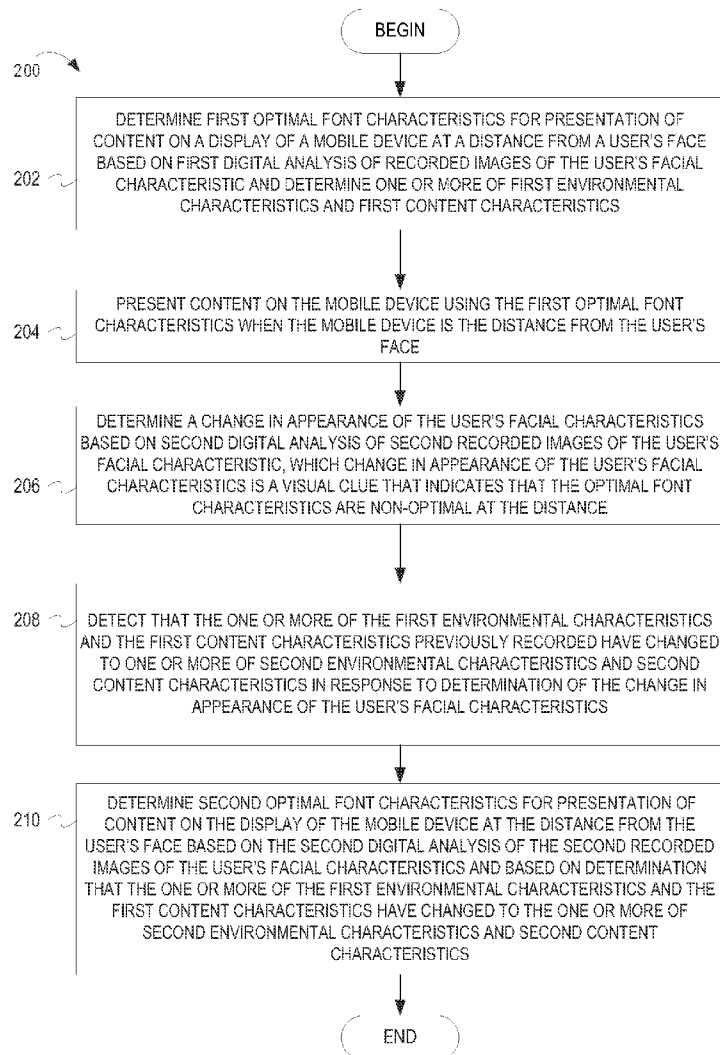 BEGIN
200
DETERMINE FIRST OPTIMAL FONT CHARACTERISTICS FOR PRESENTATION OF
CONTENT ON A DISPLAY OF A MOBILE DEVICE AT A DISTANCE FROM A USER'S FACE
BASED ON FIRST DIGITAL ANALYSIS OF RECORDED IMAGES OF THE USER'S FACIAL
202
CHARACTERISTIC AND DETERMINE ONE OR MORE OF FIRST ENVIRONMENTAL
CHARACTERISTICS AND FIRST CONTENT CHARACTERISTICS
PRESENT CONTENT ON THE MOBILE DEVICE USING THE FIRST OPTIMAL FONT
204
CHARACTERISTICS WHEN THE MOBILE DEVICE IS THE DISTANCE FROM THE USER'S
FACE
DETERMINE A CHANGE IN APPEARANCE OF THE USER'S FACIAL CHARACTERISTICS
BASED ON SECOND DIGITAL ANALYSIS OF SECOND RECORDED IMAGES OF THE USER'S
206
FACIAL CHARACTERISTIC, WHICH CHANGE IN APPEARANCE OF THE USER'S FACIAL
CHARACTERISTICS IS A VISUAL CLUE THAT INDICATES THAT THE OPTIMAL FONT
CHARACTERISTICS ARE NON-OPTIMAL AT THE DISTANCE
208
DETECT THAT THE ONE OR MORE OF THE FIRST ENVIRONMENTAL CHARACTERISTICS
AND THE FIRST CONTENT CHARACTERISTICS PREVIOUSLY RECORDED HAVE CHANGED
TO ONE OR MORE OF SECOND ENVIRONMENTAL CHARACTERISTICS AND SECOND
CONTENT CHARACTERISTICS IN RESPONSE TO DETERMINATION OF THE CHANGE IN
APPEARANCE OF THE USER'S FACIAL CHARACTERISTICS
DETERMINE SECOND OPTIMAL FONT CHARACTERISTICS FOR PRESENTATION OF
210
CONTENT ON THE DISPLAY OF THE MOBILE DEVICE AT THE DISTANCE FROM THE
USER'S FACE BASED ON THE SECOND DIGITAL ANALYSIS OF THE SECOND RECORDED
IMAGES OF THE USER'S FACIAL CHARACTERISTICS AND BASED ON DETERMINATION
THAT THE ONE OR MORE OF THE FIRST ENVIRONMENTAL CHARACTERISTICS AND THE
FIRST CONTENT CHARACTERISTICS HAVE CHANGED TO THE ONE OR MORE OF
SECOND ENVIRONMENTAL CHARACTERISTICS AND SECOND CONTENT
CHARACTERISTICS
END